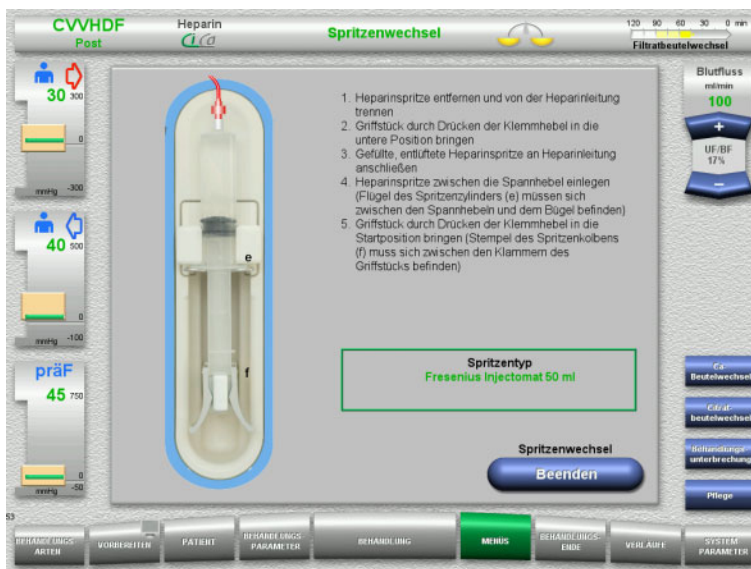 CVVHDF
Post
Heparin
CiCa
Spritzenwechsel
120 90 60 30 0 min
Filtratbeutelwechsel
30
300
0
mmHg -300
40
500
0
mmHg -100
präF
45
750
0
mmHg -50
e
f
1. Heparinspritze entfernen und von der Heparinleitung
trennen
2. Griffstück durch Drücken der Klemmhebel in die
untere Position bringen
3. Gefüllte, entlüftete Heparinspritze an Heparinleitung
anschließen
4. Heparinspritze zwischen die Spannhebel einlegen
(Flügel des Spritzenzylinders (e) müssen sich
zwischen den Spannhebeln und dem Bügel befinden)
5. Griffstück durch Drücken der Klemmhebel in die
Startposition bringen (Stempel des Spritzenkolbens
(f) muss sich zwischen den Klammern des
Griffstücks befinden)
Spritzentyp
Fresenius Injectomat 50 ml
Spritzenwechsel
Beenden
Blutfluss
ml/min
100
+
UF/BF
17%
−
Ca-
Beutelwechsel
Citrat-
beutelwechsel
Behandlungs-
unterbrechung
Pflege
53
BEHANDLUNGS-
ARTEN
VORBEREITEN
PATIENT
BEHANDLUNGS-
PARAMETER
BEHANDLUNG
MENÜS
BEHANDLUNGS-
ENDE
VERLÄUFE
SYSTEM
PARAMETER